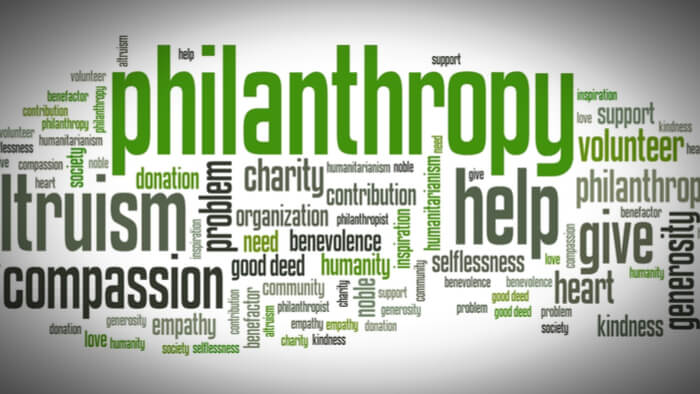 altruism
help
support
philanthropy
volunteer
benefactor
contribution
philanthropy
philanthropy
inspiration
love
support
kindness
volunteer
humanitarianism
need
volunteer
lessness
society
noble
hea
ive
compassion
donation
problem
charity
humanitarianism
noble
humanitarianism
give
help
philanthrop
heart
contribution
ltruism
organization
philanthropist
inspiration
give
benefactor
compassion
generosity
inspiration
need
benevolence
selflessness
love
humanity
compassion
good deed
humanity
community
benevolence
benevolence
heart
contribution
benefactor
community
charity
noble
support
good deed
generosity
philanthropist
generosity
problem
good deed
problem
donation
empathy
altruism
empathy
empathy
donation
society
kindness
love
humanity
society
selflessness
charity
kindness